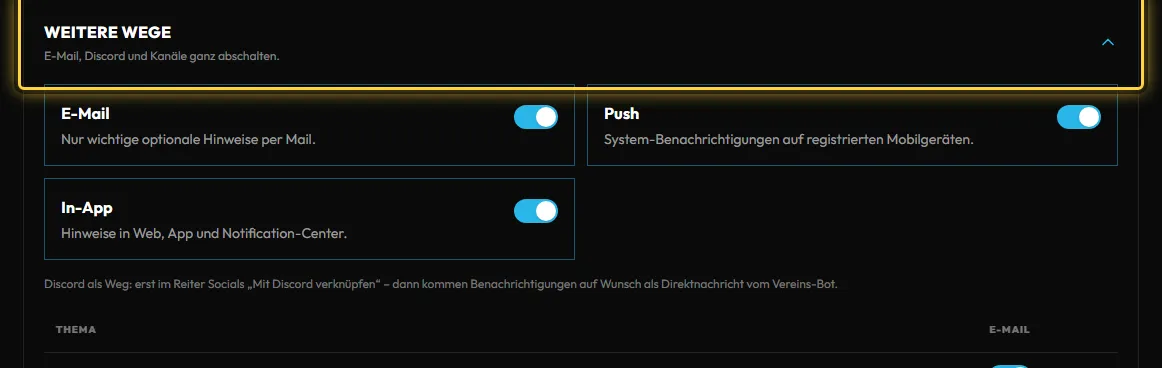 WEITERE WEGE
E-Mail, Discord und Kanäle ganz abschalten.
E-Mail
Nur wichtige optionale Hinweise per Mail.
Push
System-Benachrichtigungen auf registrierten Mobilgeräten.
In-App
Hinweise in Web, App und Notification-Center.
Discord als Weg: erst im Reiter Socials „Mit Discord verknüpfen“ – dann kommen Benachrichtigungen auf Wunsch als Direktnachricht vom Vereins-Bot.
THEMA
E-MAIL